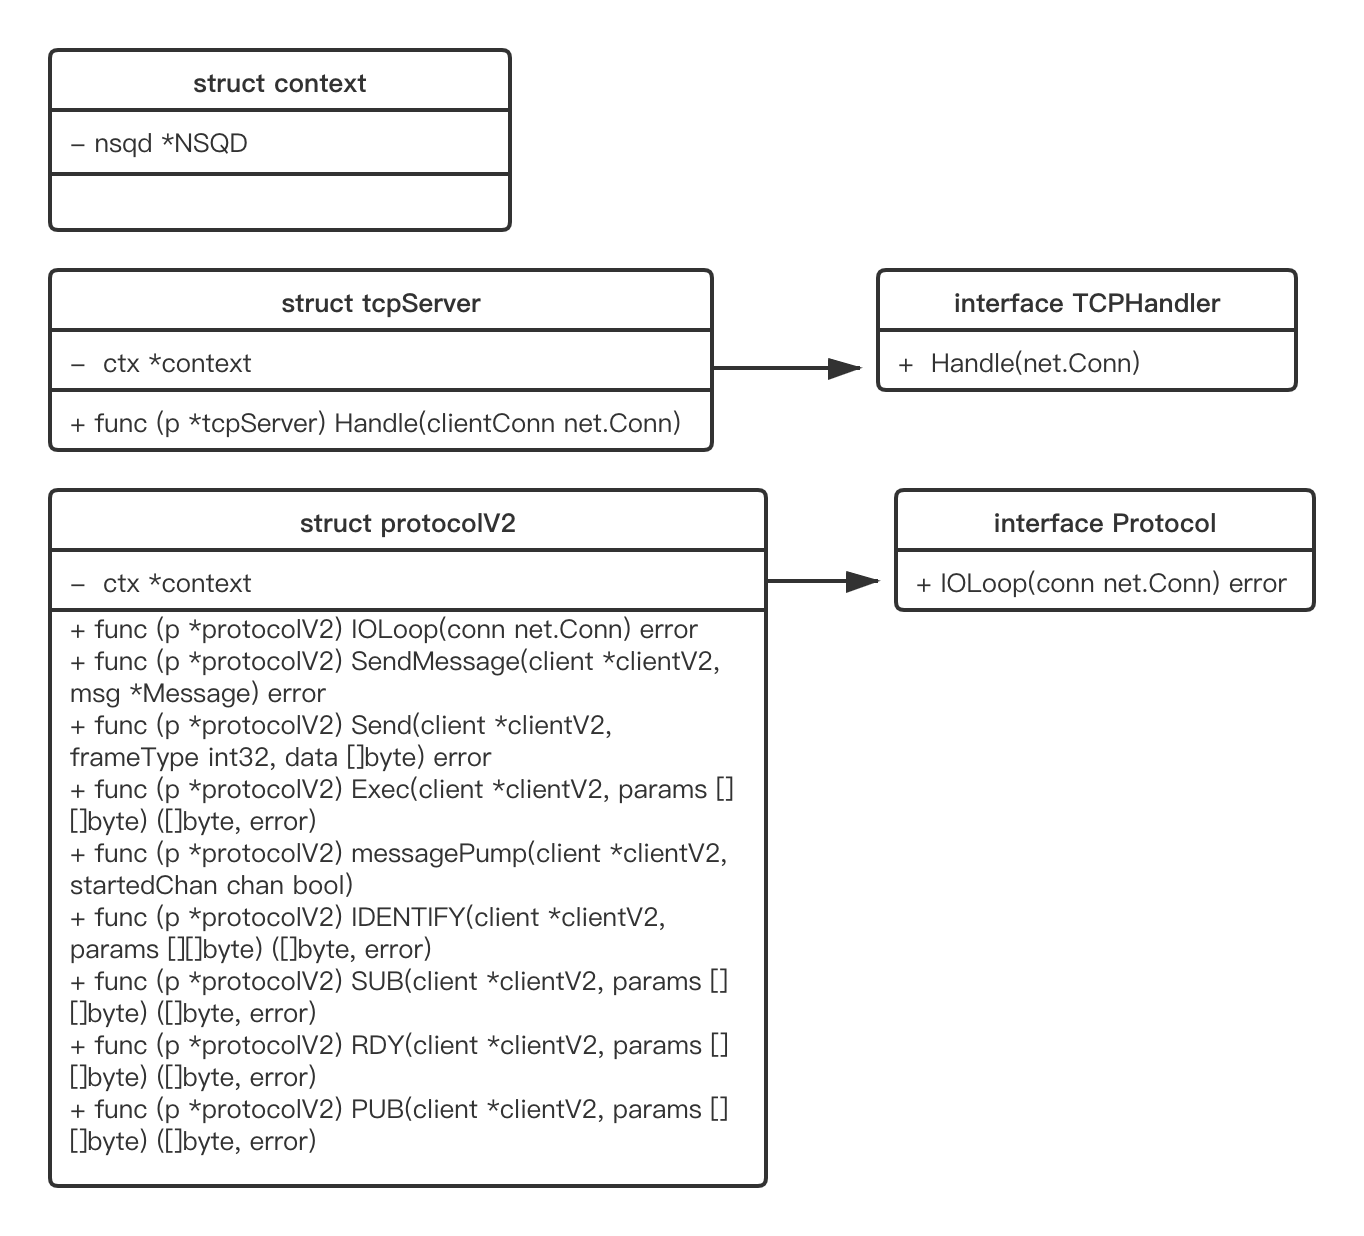 struct context
– nsqd *NSQD
struct tcpServer
–  ctx *context
+ func (p *tcpServer) Handle(clientConn net.Conn)
interface TCPHandler
+  Handle(net.Conn)
struct protocolV2
–  ctx *context
+ func (p *protocolV2) IOLoop(conn net.Conn) error
+ func (p *protocolV2) SendMessage(client *clientV2,
msg *Message) error
+ func (p *protocolV2) Send(client *clientV2,
frameType int32, data []byte) error
+ func (p *protocolV2) Exec(client *clientV2, params []
[]byte) ([]byte, error)
+ func (p *protocolV2) messagePump(client *clientV2,
startedChan chan bool)
+ func (p *protocolV2) IDENTIFY(client *clientV2,
params [][]byte) ([]byte, error)
+ func (p *protocolV2) SUB(client *clientV2, params []
[]byte) ([]byte, error)
+ func (p *protocolV2) RDY(client *clientV2, params []
[]byte) ([]byte, error)
+ func (p *protocolV2) PUB(client *clientV2, params []
[]byte) ([]byte, error)
interface Protocol
+ IOLoop(conn net.Conn) error